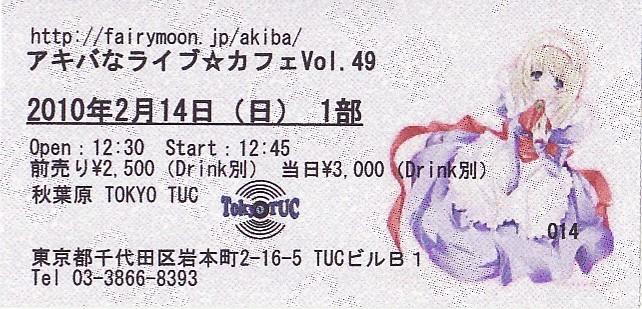 http://fairymoon.jp/akiba/
アキバなライブ☆カフェVol.49
2010年2月14日（日） 1部
Open：12:30 Start：12:45
前売り¥2,500（Drink別） 当日¥3,000（Drink別）
秋葉原 TOKYO TUC
TokyoTUC
014
東京都千代田区岩本町2-16-5 TUCビルＢ１
Tel 03-3866-8393